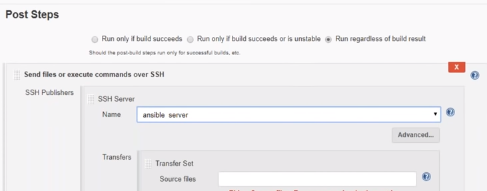 Post Steps
Run only if build succeeds Run only if build succeeds or is unstable Run regardless of build result
Should the post-build steps run only for successful builds, etc.
X
Send files or execute commands over SSH
SSH Publishers
SSH Server
Name ansible server
Advanced...
Transfers
Transfer Set
Source files